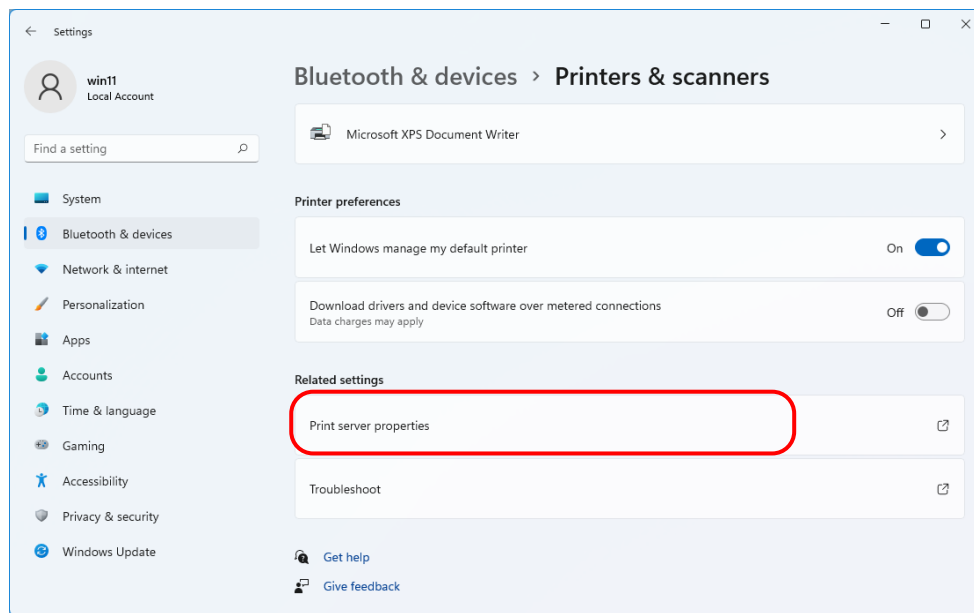 Settings
win11
Local Account
Find a setting
System
Bluetooth & devices
Network & internet
Personalization
Apps
Accounts
Time & language
Gaming
Accessibility
Privacy & security
Windows Update
Bluetooth & devices > Printers & scanners
Microsoft XPS Document Writer
Printer preferences
Let Windows manage my default printer On
Download drivers and device software over metered connections
Data charges may apply
Off
Related settings
Print server properties
Troubleshoot
Get help
Give feedback